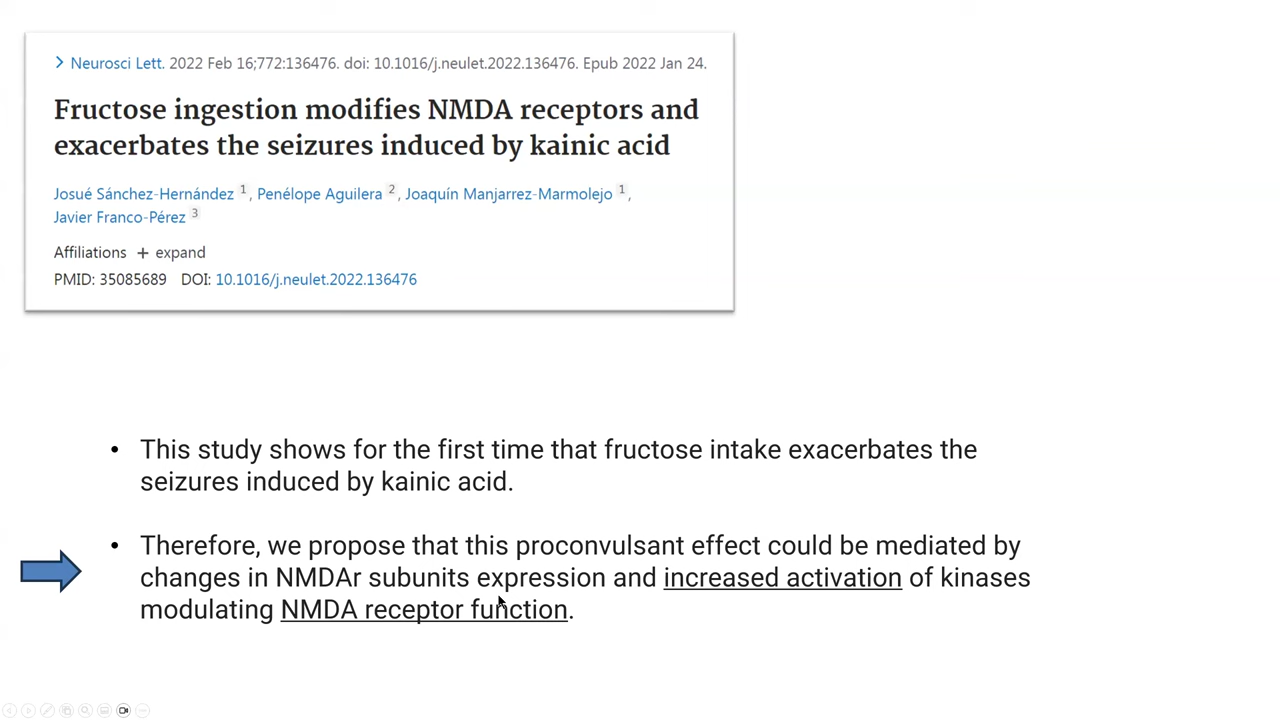 Neurosci Lett. 2022 Feb 16;772:136476. doi: 10.1016/j.neulet.2022.136476. Epub 2022 Jan 24.
Fructose ingestion modifies NMDA receptors and
exacerbates the seizures induced by kainic acid
Josué Sánchez-Hernández 1, Penélope Aguilera 2, Joaquín Manjarrez-Marmolejo 1,
Javier Franco-Pérez 3
Affiliations + expand
PMID: 35085689 DOI: 10.1016/j.neulet.2022.136476
• This study shows for the first time that fructose intake exacerbates the
seizures induced by kainic acid.
• Therefore, we propose that this proconvulsant effect could be mediated by
changes in NMDAr subunits expression and increased activation of kinases
modulating NMDA receptor function.